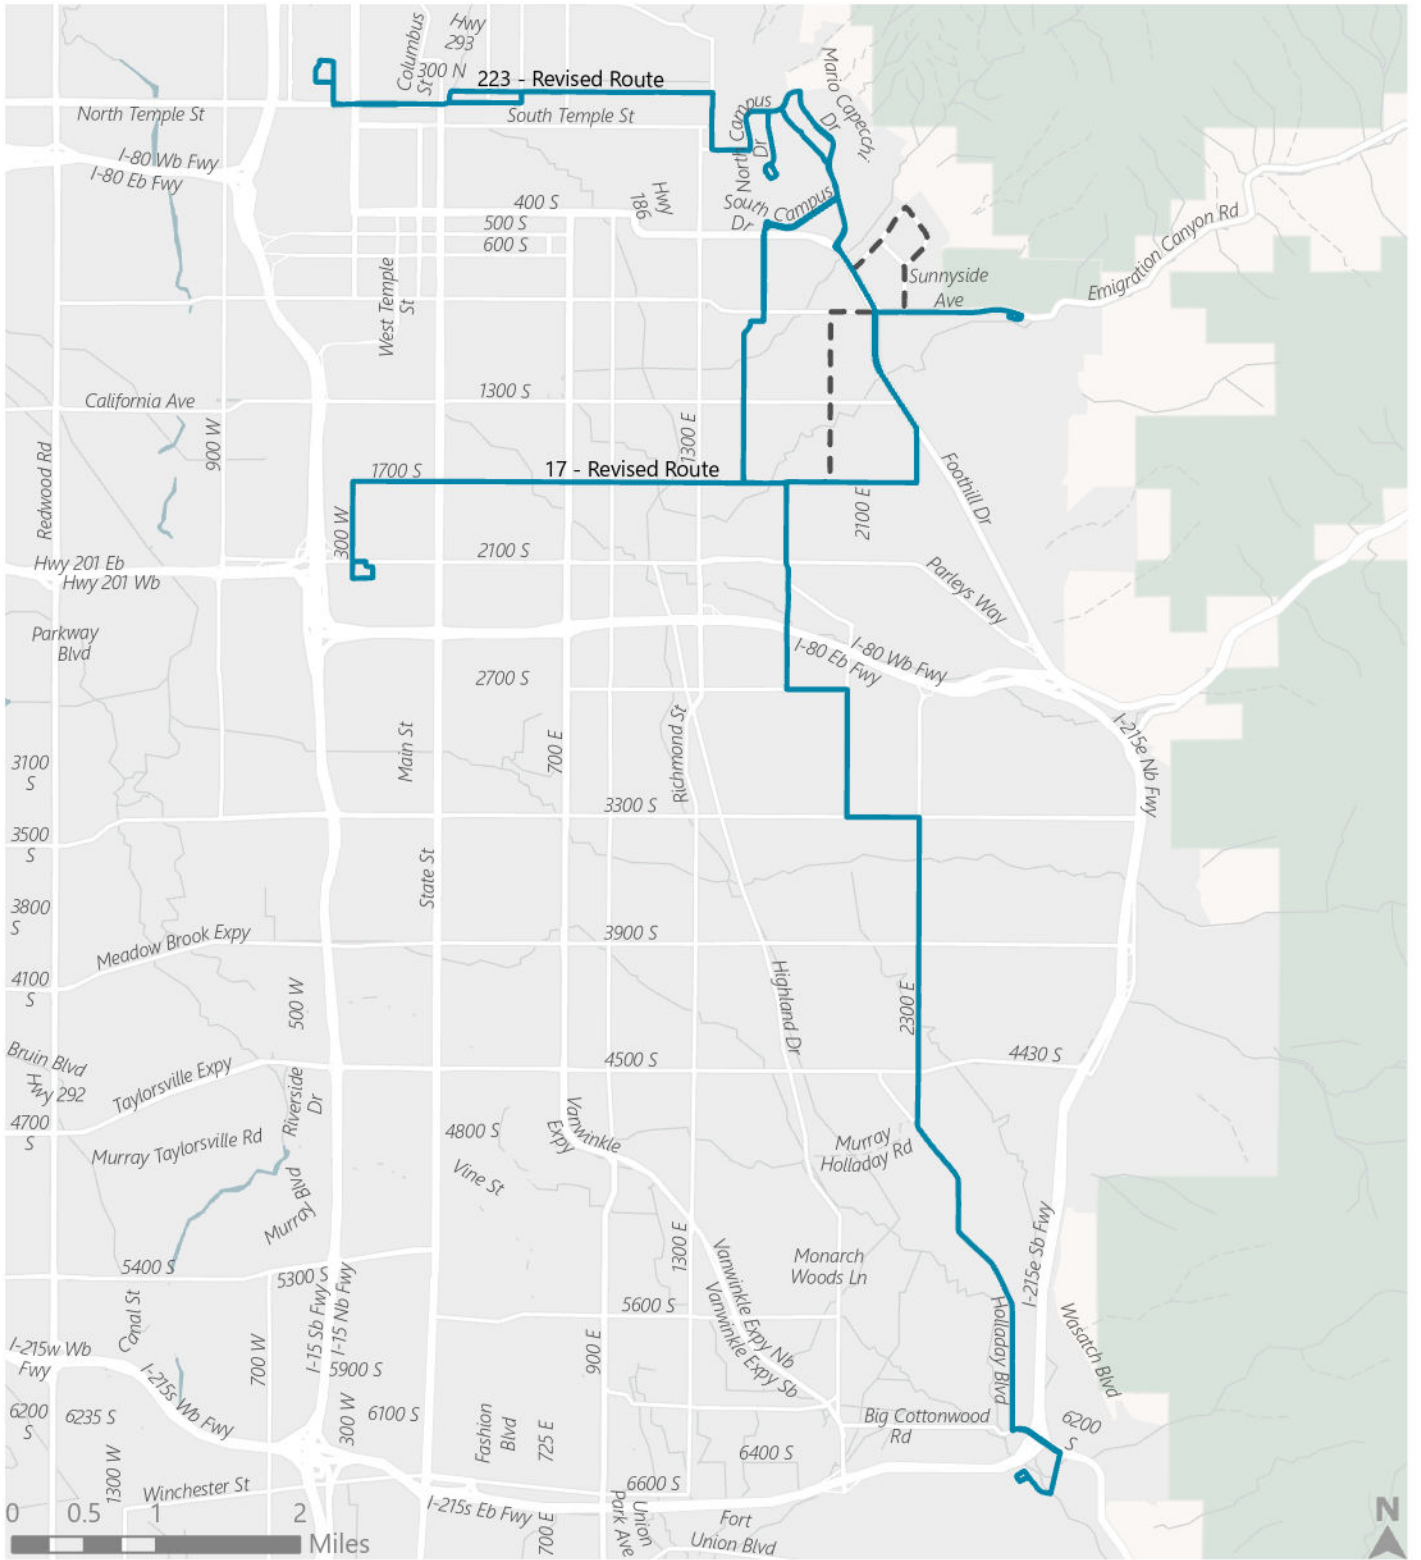 Columbus
St
Hwy
293
300 N
223 - Revised Route
Mario Capecchi
Dr
North Temple St
South Temple St
North Campus
Dr
I-80 Wb Fwy
I-80 Eb Fwy
400 S
Hwy
186
South Campus
Dr
500 S
600 S
Emigration Canyon Rd
Sunnyside
Ave
West Temple
St
California Ave
1300 S
900 W
1300 E
Redwood Rd
1700 S
17 - Revised Route
2100 E
Foothill Dr
300 W
2100 S
Hwy 201 Eb
Hwy 201 Wb
Parleys Way
Parkway
Blvd
I-80 Wb Fwy
I-80 Eb Fwy
2700 S
Main St
700 E
Richmond St
I-215e Nb Fwy
3100
S
3300 S
3500
S
State St
3800
S
Meadow Brook Expy
3900 S
4100
S
500 W
Highland Dr
2300 E
Bruin Blvd
Hwy 292
Taylorsville Expy
4500 S
4430 S
Riverside
Dr
4700
S
Murray Taylorsville Rd
4800 S
Vanwinkle
Expy
Murray
Holladay Rd
Vine St
Murray Blvd
1300 E
I-215e Sb Fwy
Monarch
Woods Ln
5400 S
5300 S
Canal St
I-15 Sb Fwy
I-15 Nb Fwy
5600 S
Vanwinkle Expy Nb
Vanwinkle Expy Sb
Holladay Blvd
Wasatch Blvd
I-215w Wb
Fwy
700 W
5900 S
900 E
I-215s Wb Fwy
6200
S
6235 S
300 W
6100 S
Fashion
Blvd
725 E
Big Cottonwood
Rd
6200
S
6400 S
1300 W
Winchester St
6600 S
I-215s Eb Fwy
700 E
Union
Park Ave
Fort
Union Blvd
0 0.5 1 2
Miles
N